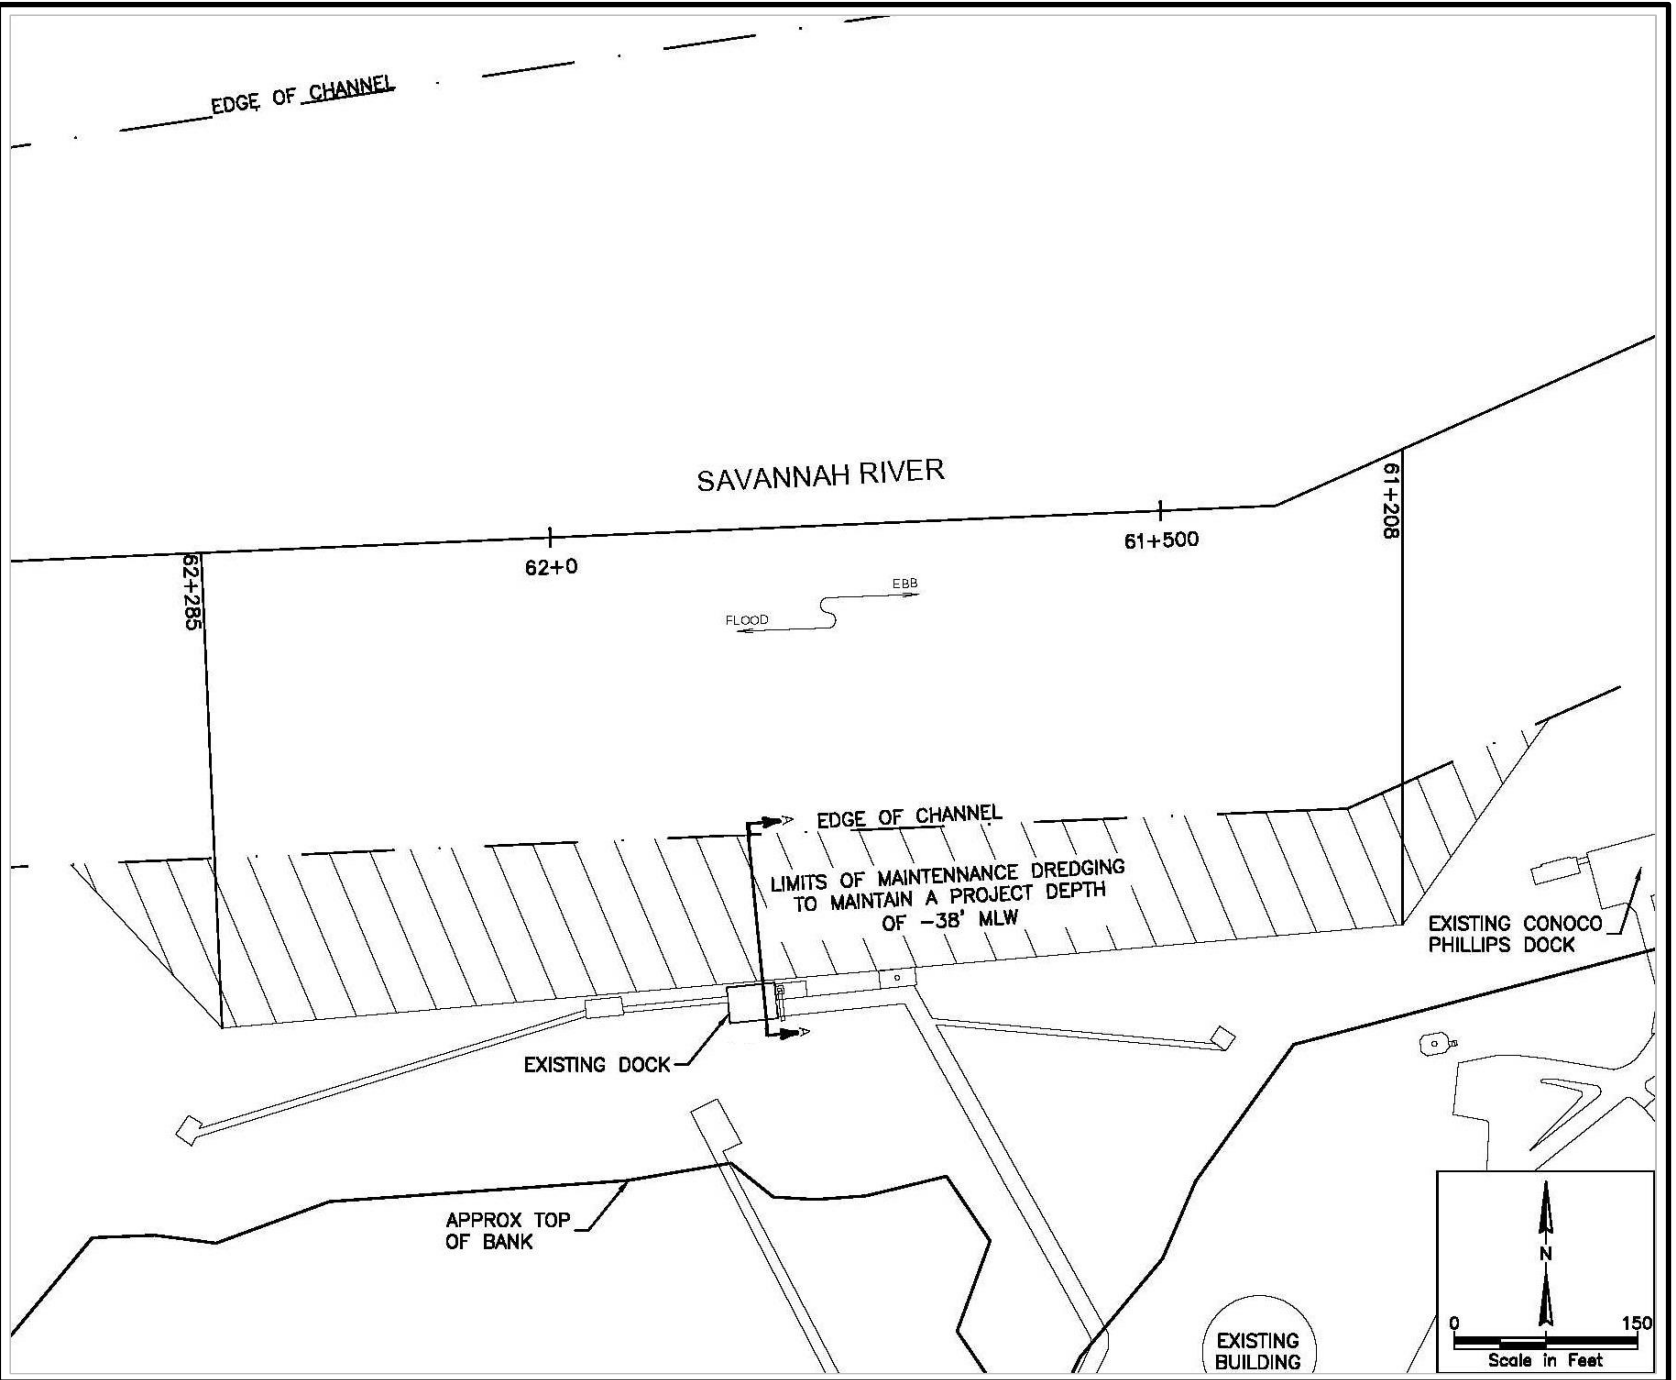 EDGE OF CHANNEL
SAVANNAH RIVER
61+208
61+500
62+0
62+285
EBB
FLOOD
EDGE OF CHANNEL
A
LIMITS OF MAINTENNANCE DREDGING
TO MAINTAIN A PROJECT DEPTH
OF -38' MLW
EXISTING CONOCO
PHILLIPS DOCK
A
EXISTING DOCK
APPROX TOP
OF BANK
N
0 150
Scale in Feet
EXISTING
BUILDING